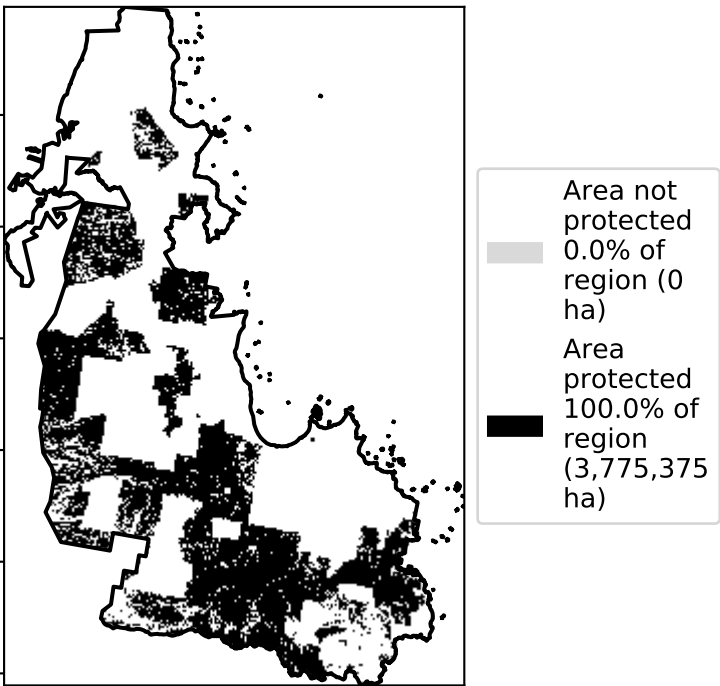 Area not
protected
0.0% of
region (0
ha)
Area
protected
100.0% of
region
(3,775,375
ha)